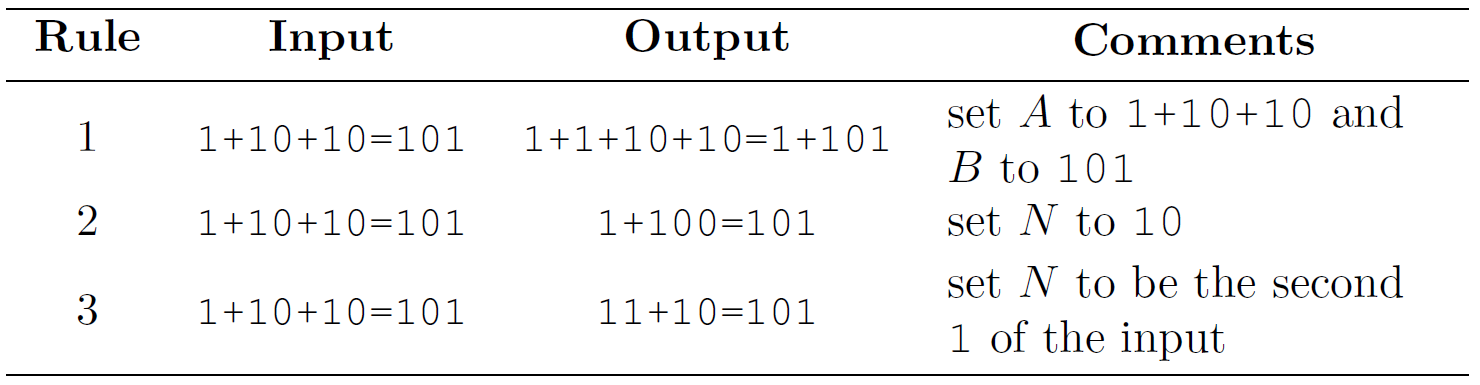 Rule Input Output Comments
1 1+10+10=101 1+1+10+10=1+101 set A to 1+10+10 and
B to 101
2 1+10+10=101 1+100=101 set N to 10
3 1+10+10=101 11+10=101 set N to be the second
1 of the input